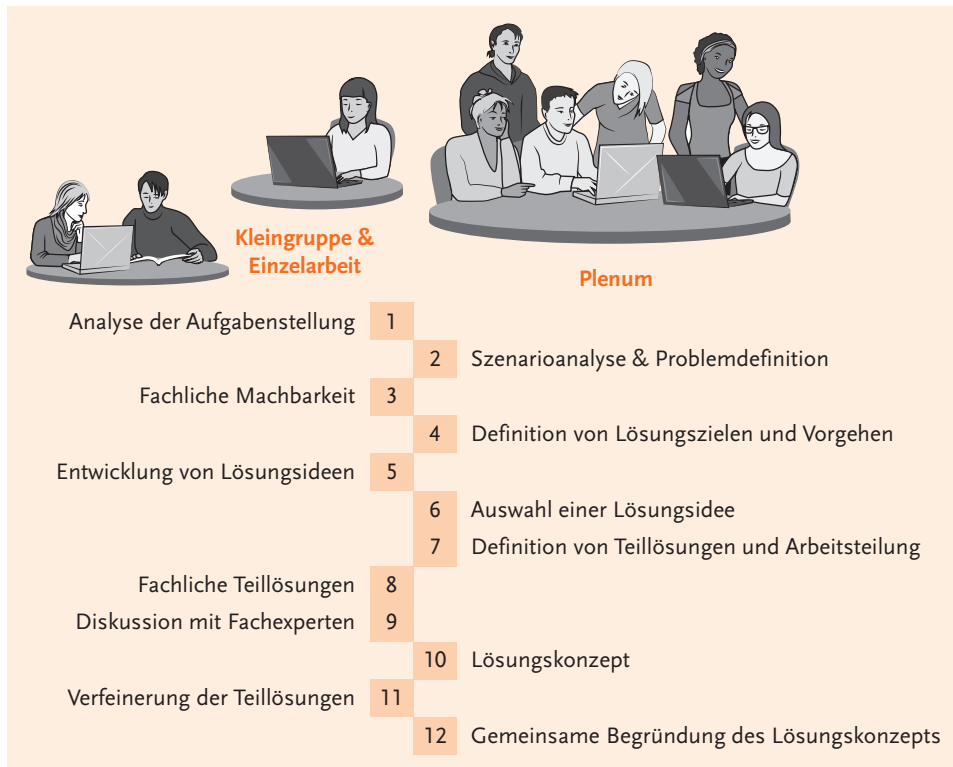 Kleingruppe &
Einzelarbeit
Plenum
Analyse der Aufgabenstellung 1
2 Szenarioanalyse & Problemdefinition
Fachliche Machbarkeit 3
4 Definition von Lösungszielen und Vorgehen
Entwicklung von Lösungsideen 5
6 Auswahl einer Lösungsidee
7 Definition von Teillösungen und Arbeitsteilung
Fachliche Teillösungen 8
Diskussion mit Fachexperten 9
10 Lösungskonzept
Verfeinerung der Teillösungen 11
12 Gemeinsame Begründung des Lösungskonzepts